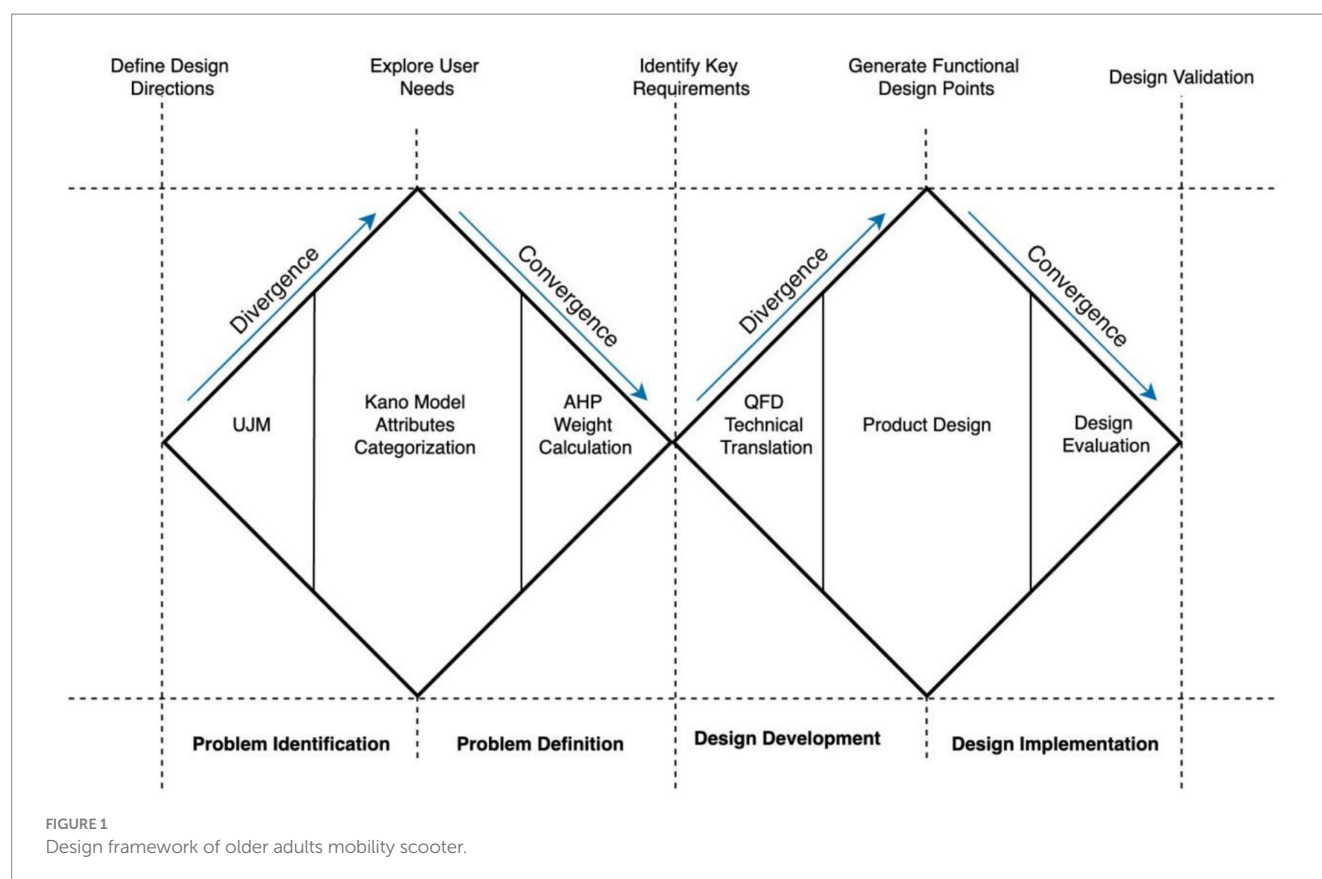 Define Design
Directions
Explore User
Needs
Identify Key
Requirements
Generate Functional
Design Points
Design Validation
Divergence
Convergence
Divergence
Convergence
UJM
Kano Model
Attributes
Categorization
AHP
Weight
Calculation
QFD
Technical
Translation
Product Design
Design
Evaluation
Problem Identification
Problem Definition
Design Development
Design Implementation
FIGURE 1
Design framework of older adults mobility scooter.